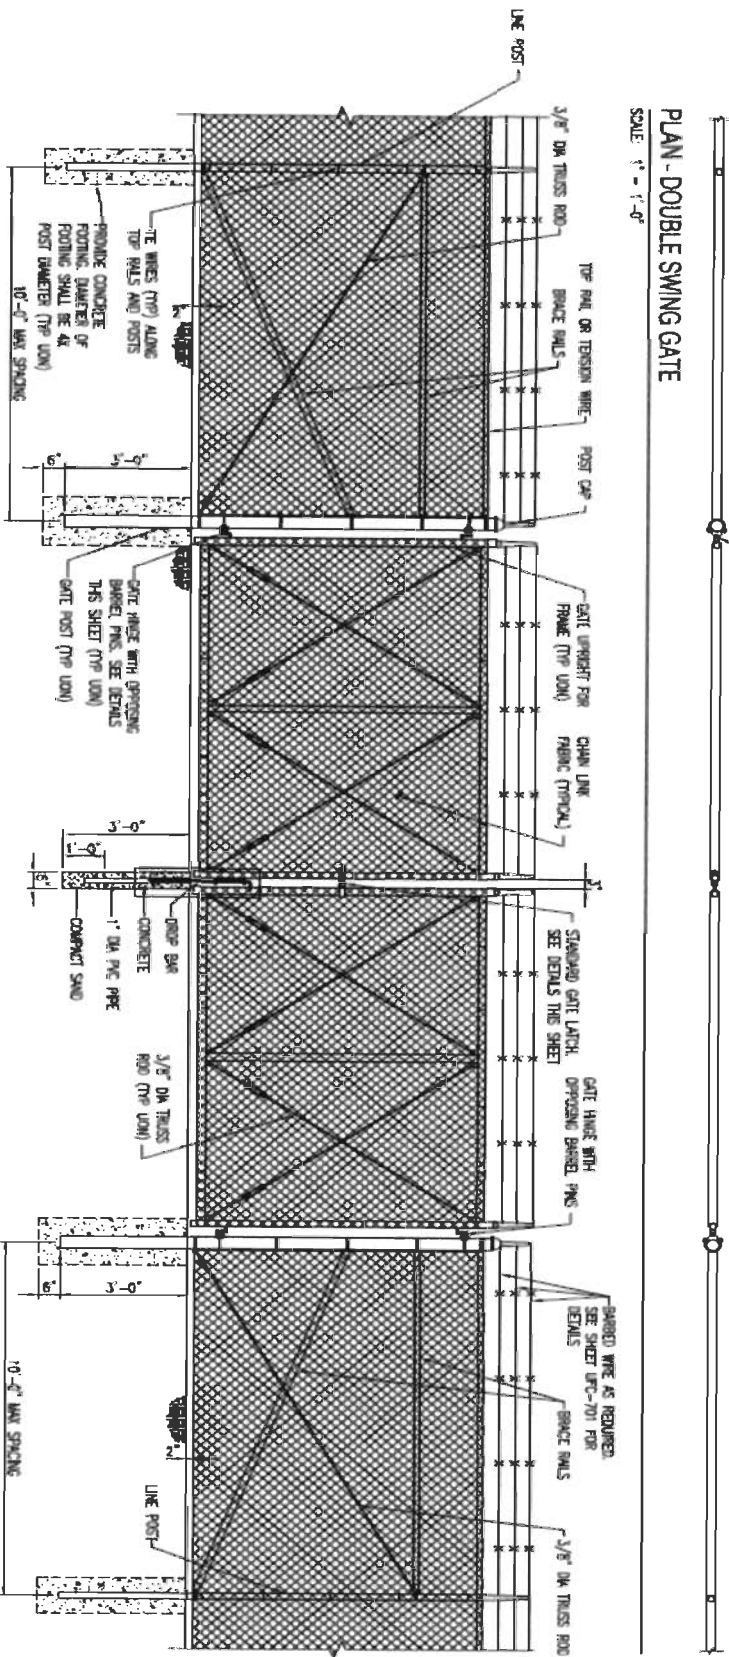 PLAN - DOUBLE SWING GATE
SCALE: 1" = 1'-0"
LINE POST
3/8" DIA TRUSS ROD
TOP RAIL OR TENSION WIRE
BRACE RAILS
POST CAP
GATE UPRIGHT FOR
FRAME (TYP UON)
CHAIN LINK
FABRIC (TYPICAL)
3"
STANDARD GATE LATCH.
SEE DETAILS THIS SHEET
GATE HINGE WITH
OPPOSING BARREL PINS
BARBED WIRE AS REQUIRED.
SEE SHEET UFC-701 FOR
DETAILS
BRACE RAILS
3/8" DIA TRUSS ROD
TIE WIRES (TYP) ALONG
TOP RAILS AND POSTS
2"
PROVIDE CONCRETE
FOOTING. DIAMETER OF
FOOTING SHALL BE 4X
POST DIAMETER (TYP UON)
10'-0" MAX SPACING
3'-0"
6"
GATE HINGE WITH OPPOSING
BARREL PINS. SEE DETAILS
THIS SHEET (TYP UON)
GATE POST (TYP UON)
3'-0"
1'-0"
6"
DROP BAR
CONCRETE
1" DIA PVC PIPE
COMPACT SAND
3/8" DIA TRUSS
ROD (TYP UON)
3'-0"
6"
2"
LINE POST
10'-0" MAX SPACING